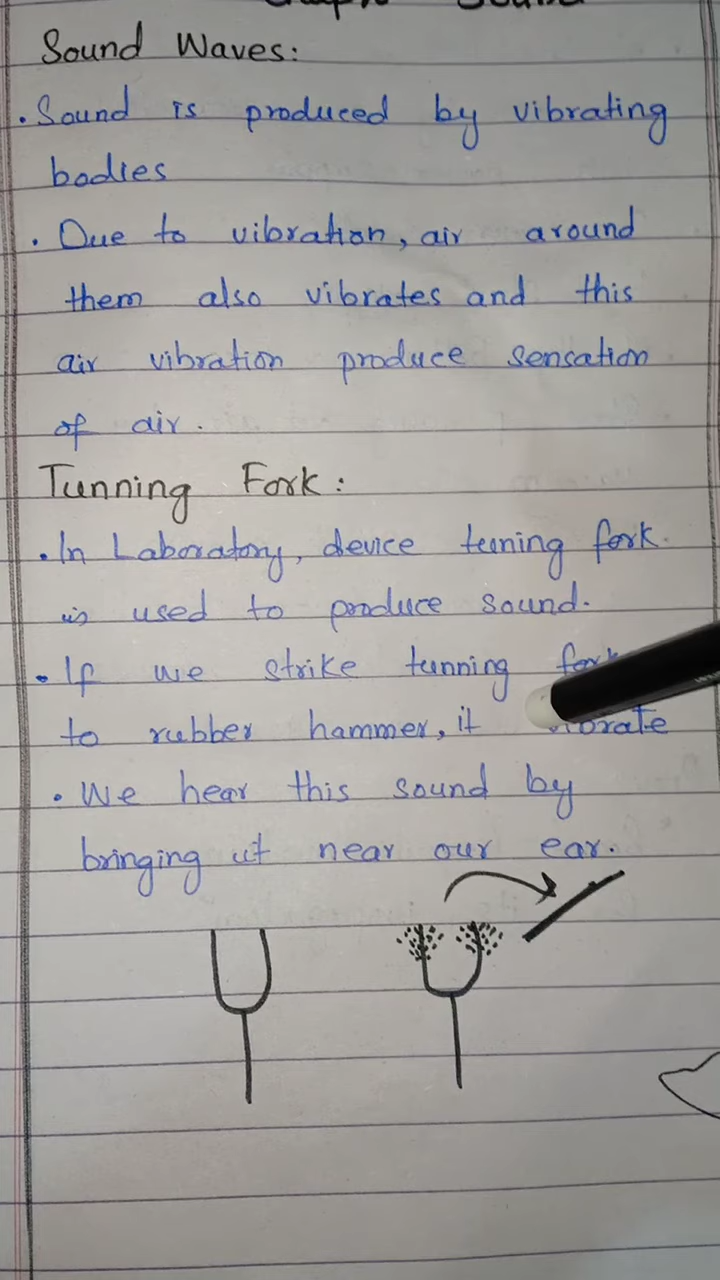 Sound Waves:
. Sound is produced by vibrating
bodies
. Due to vibration, air around
them also vibrates and this
air vibration produce sensation
of air.
Tunning Fork:
. In Laboratory, device tuning fork.
is used to produce sound.
. If we strike tunning
to rubber hammer, it vibrate
. We hear this sound by
bringing it near our ear.